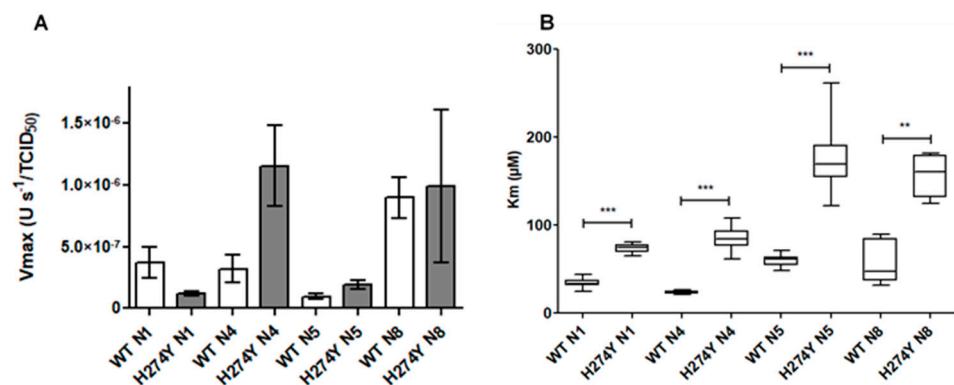 A
Vmax (U s⁻¹/TCID₅₀)
1.5×10⁻⁶
1.0×10⁻⁶
5.0×10⁻⁷
0
WT N1
H274Y N1
WT N4
H274Y N4
WT N5
H274Y N5
WT N8
H274Y N8
B
Km (µM)
300
200
100
0
***
***
***
**
WT N1
H274Y N1
WT N4
H274Y N4
WT N5
H274Y N5
WT N8
H274Y N8